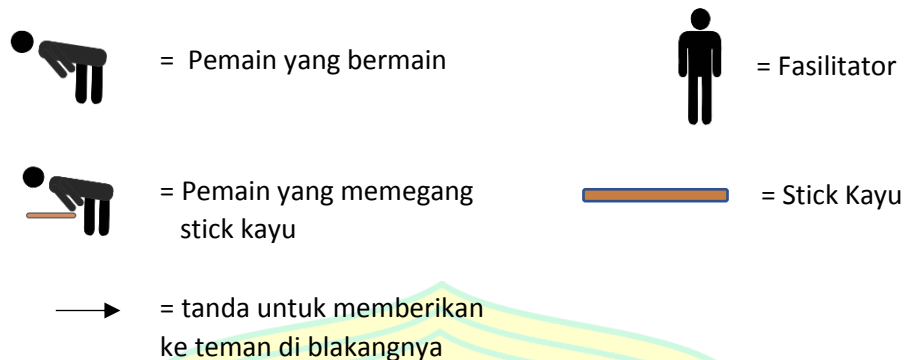 = Pemain yang bermain
= Fasilitator
= Pemain yang memegang
stick kayu
= Stick Kayu
= tanda untuk memberikan
ke teman di blakangnya